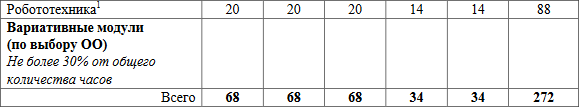 Робототехника¹ 20 20 20 14 14 88
Вариативные модули
(по выбору ОО)
Не более 30% от общего
количества часов
Всего 68 68 68 34 34 272